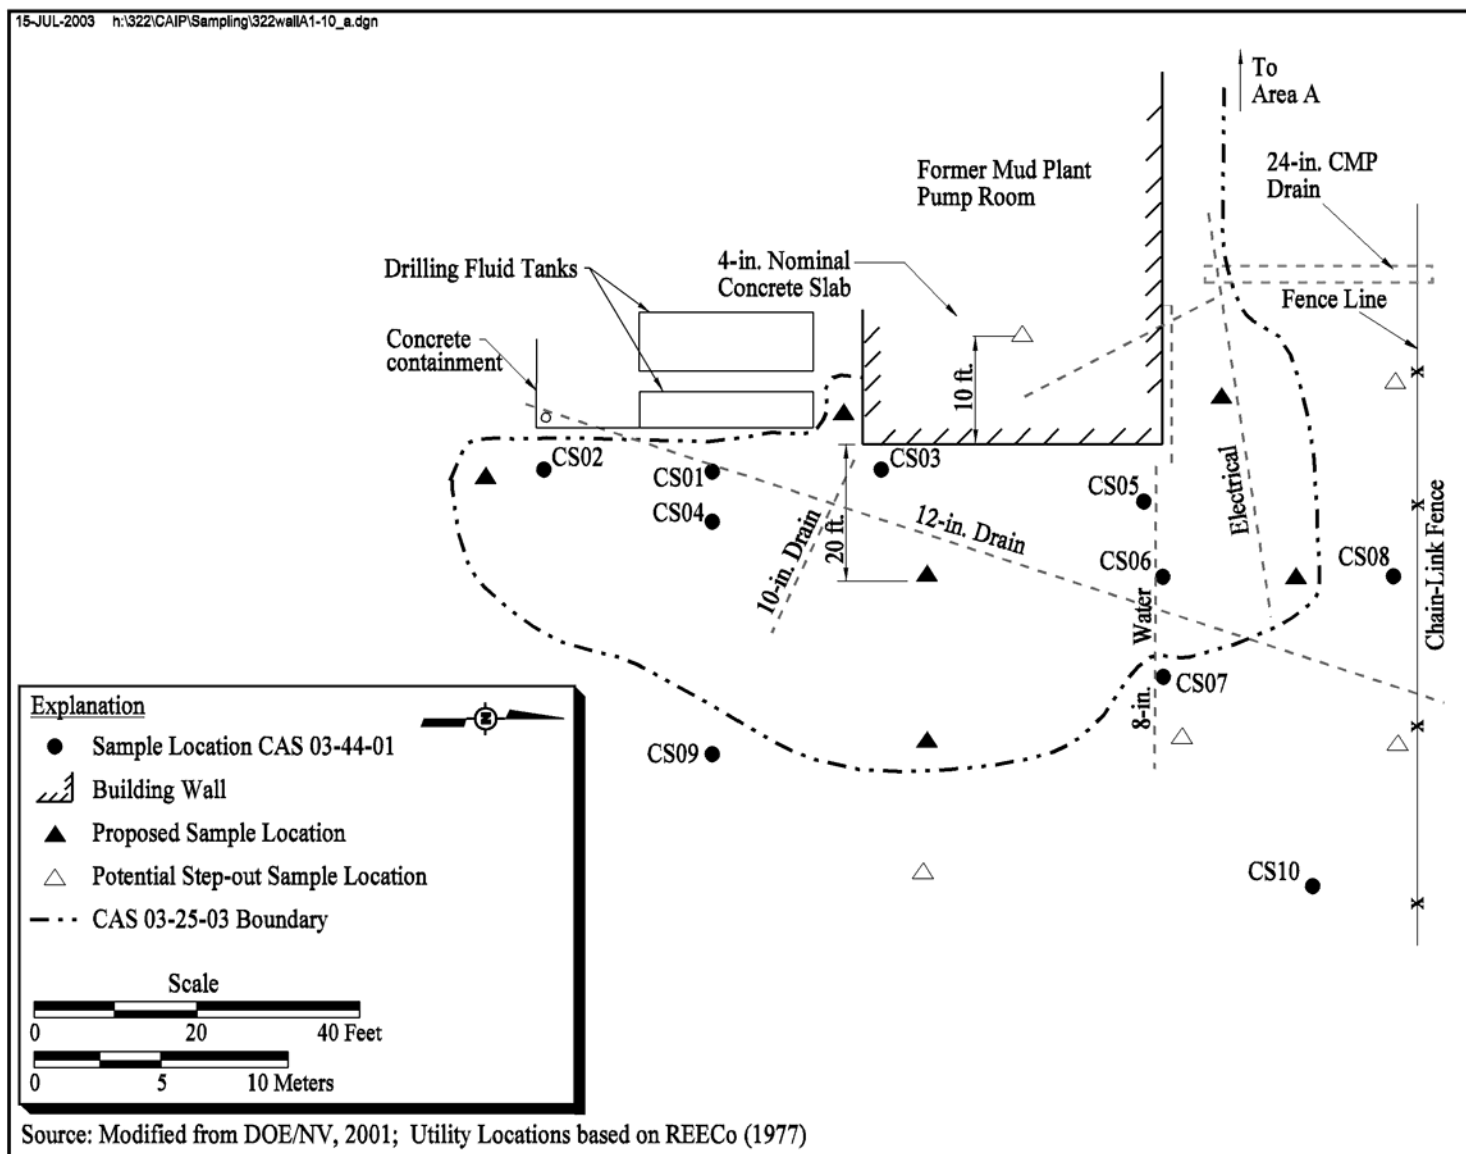 15-JUL-2003 h:\322\CAIP\Sampling\322wallA1-10_a.dgn
To
Area A
24-in. CMP
Drain
Former Mud Plant
Pump Room
Drilling Fluid Tanks
4-in. Nominal
Concrete Slab
Fence Line
Concrete
containment
10 ft.
CS02
CS01
CS03
CS04
CS05
10-in. Drain
20 ft.
12-in. Drain
Electrical
CS06
CS08
Chain-Link Fence
8-in. Water
CS07
CS09
CS10
Explanation
N
Sample Location CAS 03-44-01
Building Wall
Proposed Sample Location
Potential Step-out Sample Location
CAS 03-25-03 Boundary
Scale
0 20 40 Feet
0 5 10 Meters
Source: Modified from DOE/NV, 2001; Utility Locations based on REECo (1977)